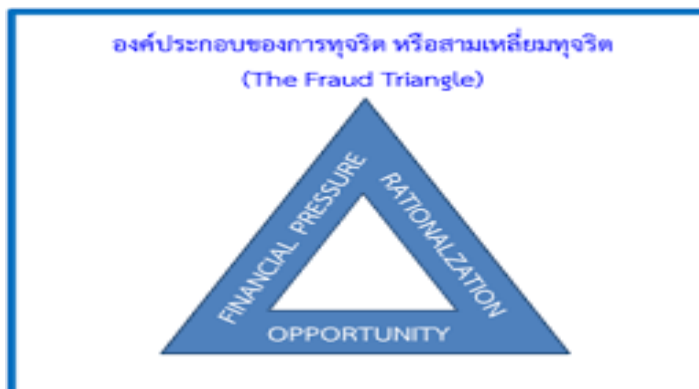 องค์ประกอบของการทุจริต หรือสามเหลี่ยมทุจริต
(The Fraud Triangle)
FINANCIAL PRESSURE
RATIONALZATION
OPPORTUNITY